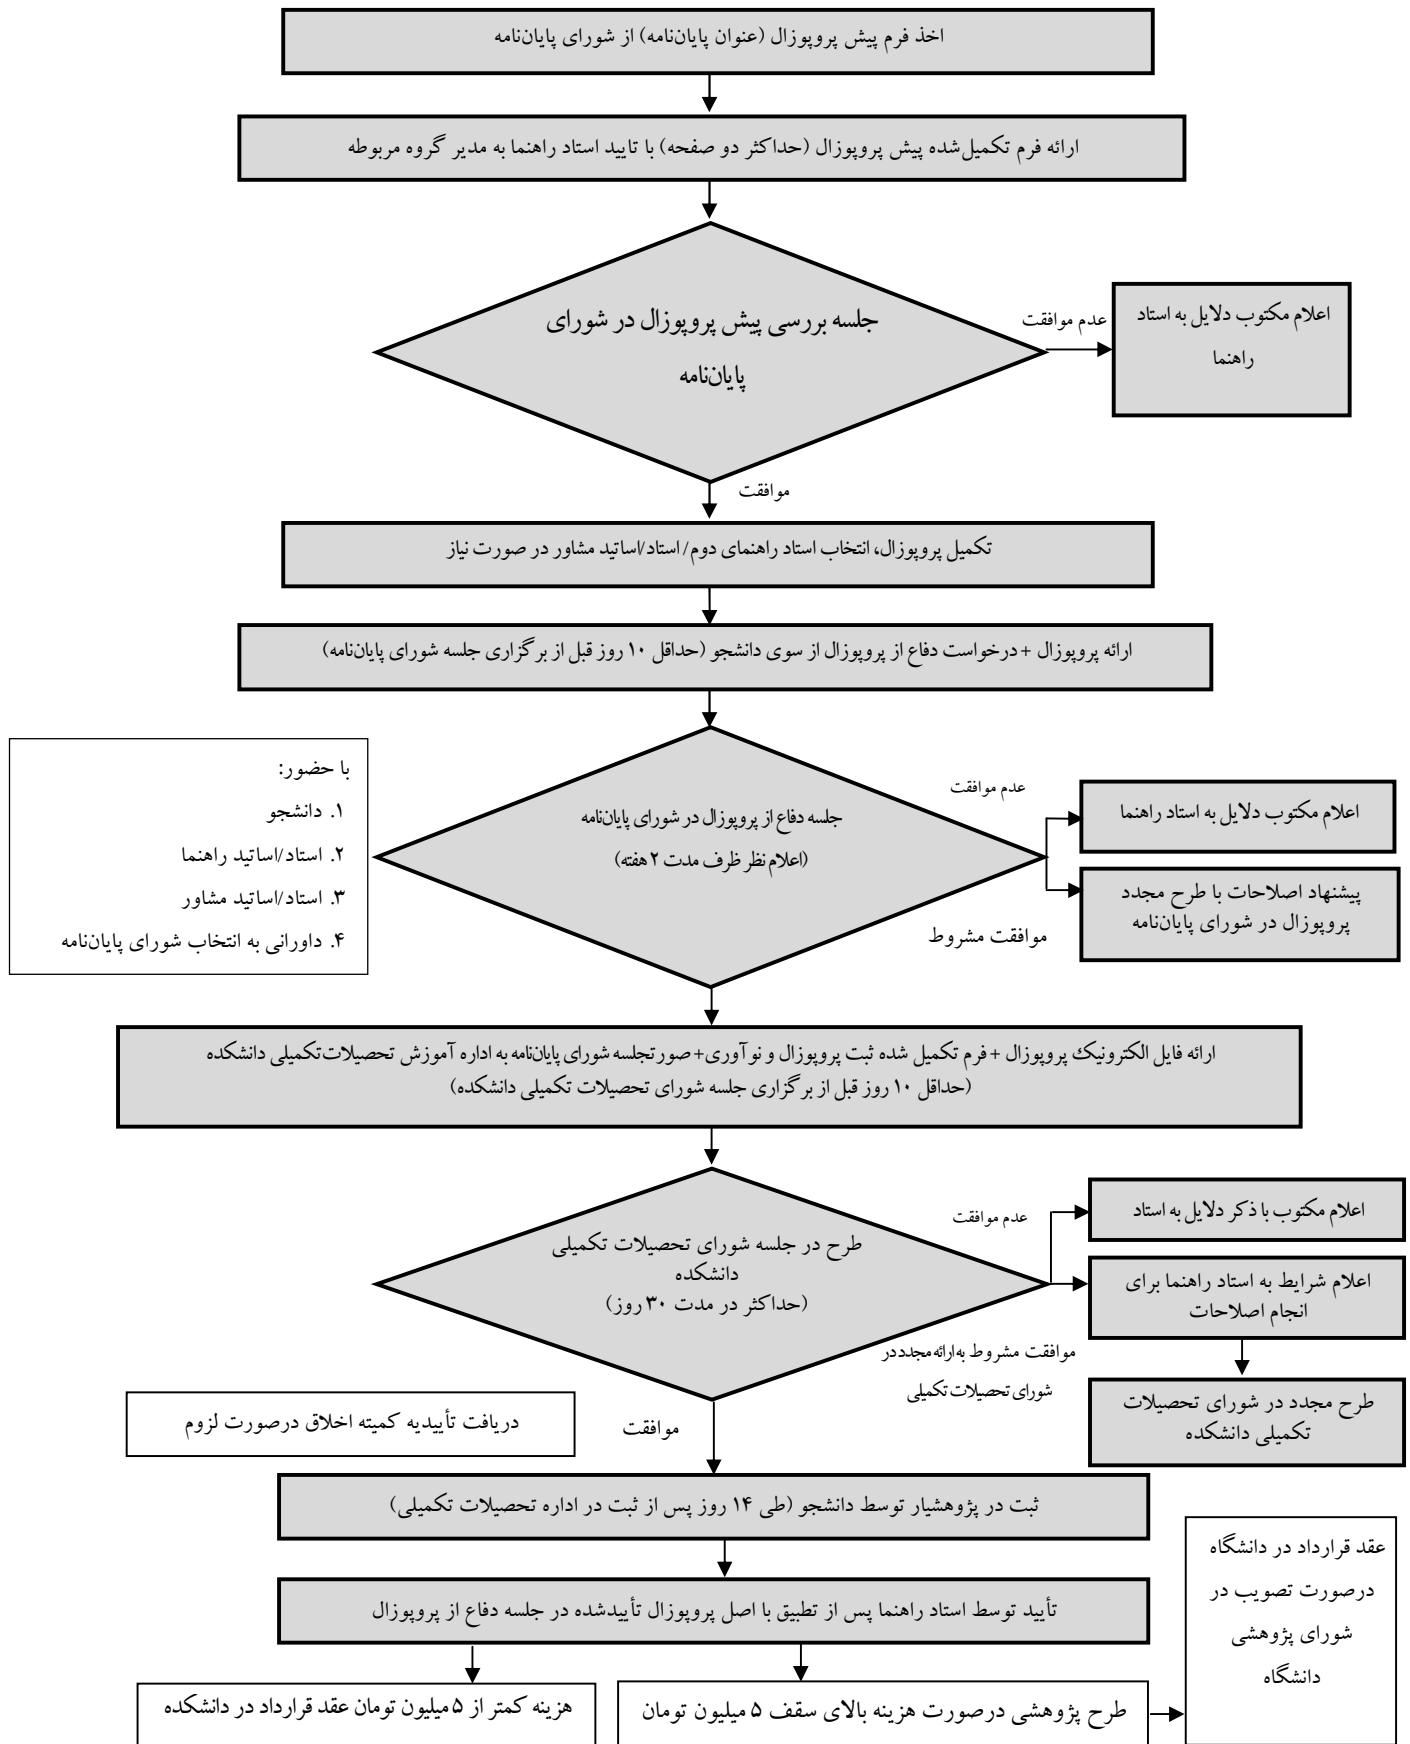 اخذ فرم پیش پروپوزال (عنوان پایان‌نامه) از شورای پایان‌نامه
ارائه فرم تکمیل‌شده پیش پروپوزال (حداکثر دو صفحه) با تایید استاد راهنما به مدیر گروه مربوطه
جلسه بررسی پیش پروپوزال در شورای
پایان‌نامه
عدم موافقت
اعلام مکتوب دلایل به استاد
راهنما
موافقت
تکمیل پروپوزال، انتخاب استاد راهنمای دوم/ استاد/اساتید مشاور در صورت نیاز
ارائه پروپوزال + درخواست دفاع از پروپوزال از سوی دانشجو (حداقل ۱۰ روز قبل از برگزاری جلسه شورای پایان‌نامه)
با حضور:
۱. دانشجو
۲. استاد/اساتید راهنما
۳. استاد/اساتید مشاور
۴. داورانی به انتخاب شورای پایان‌نامه
جلسه دفاع از پروپوزال در شورای پایان‌نامه
(اعلام نظر ظرف مدت ۲ هفته)
عدم موافقت
اعلام مکتوب دلایل به استاد راهنما
موافقت مشروط
پیشنهاد اصلاحات با طرح مجدد
پروپوزال در شورای پایان‌نامه
ارائه فایل الکترونیک پروپوزال + فرم تکمیل شده ثبت پروپوزال و نوآوری+ صورتجلسه شورای پایان‌نامه به اداره آموزش تحصیلات‌تکمیلی دانشکده
(حداقل ۱۰ روز قبل از برگزاری جلسه شورای تحصیلات تکمیلی دانشکده)
طرح در جلسه شورای تحصیلات تکمیلی
دانشکده
(حداکثر در مدت ۳۰ روز)
عدم موافقت
اعلام مکتوب با ذکر دلایل به استاد
اعلام شرایط به استاد راهنما برای
انجام اصلاحات
موافقت مشروط به‌ارائه‌مجدددر
شورای تحصیلات تکمیلی
طرح مجدد در شورای تحصیلات
تکمیلی دانشکده
دریافت تأییدیه کمیته اخلاق درصورت لزوم
موافقت
ثبت در پژوهشیار توسط دانشجو (طی ۱۴ روز پس از ثبت در اداره تحصیلات تکمیلی)
تأیید توسط استاد راهنما پس از تطبیق با اصل پروپوزال تأییدشده در جلسه دفاع از پروپوزال
عقد قرارداد در دانشگاه
درصورت تصویب در
شورای پژوهشی
دانشگاه
طرح پژوهشی درصورت هزینه بالای سقف ۵ میلیون تومان
هزینه کمتر از ۵ میلیون تومان عقد قرارداد در دانشکده